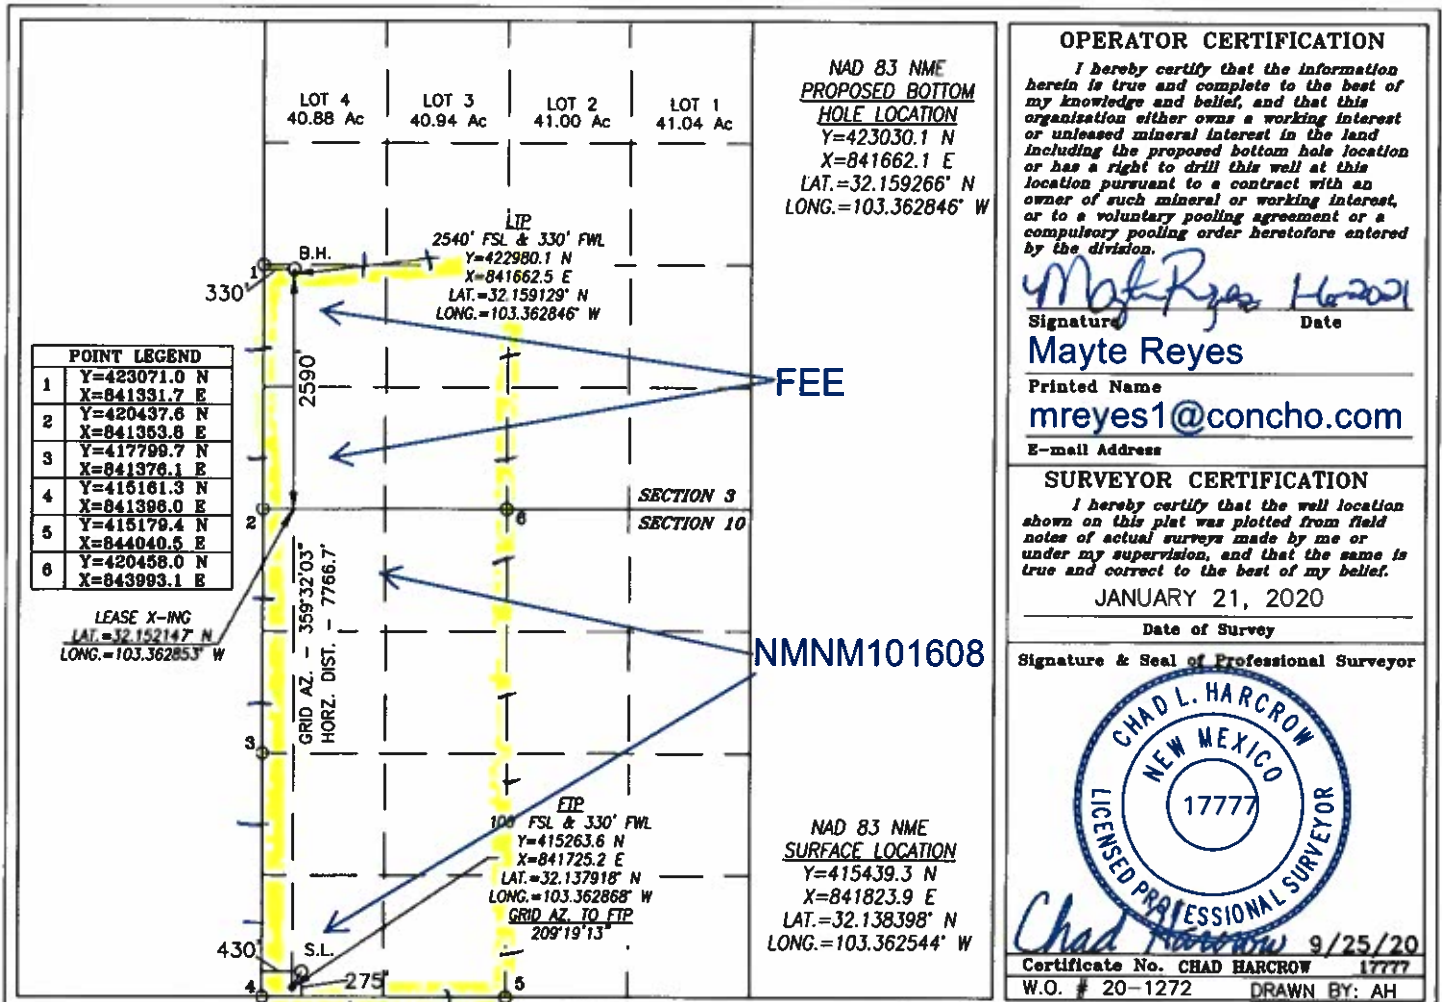 LOT 4
40.88 Ac
LOT 3
40.94 Ac
LOT 2
41.00 Ac
LOT 1
41.04 Ac
NAD 83 NME
PROPOSED BOTTOM
HOLE LOCATION
Y=423030.1 N
X=841662.1 E
LAT.=32.159266° N
LONG.=103.362846° W
LTP
2540' FSL & 330' FWL
Y=422980.1 N
X=841662.5 E
LAT.=32.159129° N
LONG.=103.362846° W
B.H.
1
330'
2590'
FEE
POINT LEGEND
1 Y=423071.0 N
X=841331.7 E
2 Y=420437.6 N
X=841353.8 E
3 Y=417799.7 N
X=841376.1 E
4 Y=415161.3 N
X=841396.0 E
5 Y=415179.4 N
X=844040.5 E
6 Y=420458.0 N
X=843993.1 E
SECTION 3
SECTION 10
2
6
LEASE X-ING
LAT.=32.152147° N
LONG.=103.362853° W
GRID AZ. - 359°32'03"
HORZ. DIST. - 7766.7'
NMNM101608
3
FTP
100' FSL & 330' FWL
Y=415263.6 N
X=841725.2 E
LAT.=32.137918° N
LONG.=103.362868° W
GRID AZ. TO FTP
209°19'13"
NAD 83 NME
SURFACE LOCATION
Y=415439.3 N
X=841823.9 E
LAT.=32.138398° N
LONG.=103.362544° W
430'
S.L.
275'
4
5
OPERATOR CERTIFICATION
I hereby certify that the information
herein is true and complete to the best of
my knowledge and belief, and that this
organization either owns a working interest
or unleased mineral interest in the land
including the proposed bottom hole location
or has a right to drill this well at this
location pursuant to a contract with an
owner of such mineral or working interest,
or to a voluntary pooling agreement or a
compulsory pooling order heretofore entered
by the division.
Mayte Reyes 1-6-2021
Signature Date
Mayte Reyes
Printed Name
mreyes1@concho.com
E-mail Address
SURVEYOR CERTIFICATION
I hereby certify that the well location
shown on this plat was plotted from field
notes of actual surveys made by me or
under my supervision, and that the same is
true and correct to the best of my belief.
JANUARY 21, 2020
Date of Survey
Signature & Seal of Professional Surveyor
CHAD L. HARCROW
NEW MEXICO
17777
LICENSED PROFESSIONAL SURVEYOR
Chad Harcrow 9/25/20
Certificate No. CHAD HARCROW 17777
W.O. # 20-1272 DRAWN BY: AH